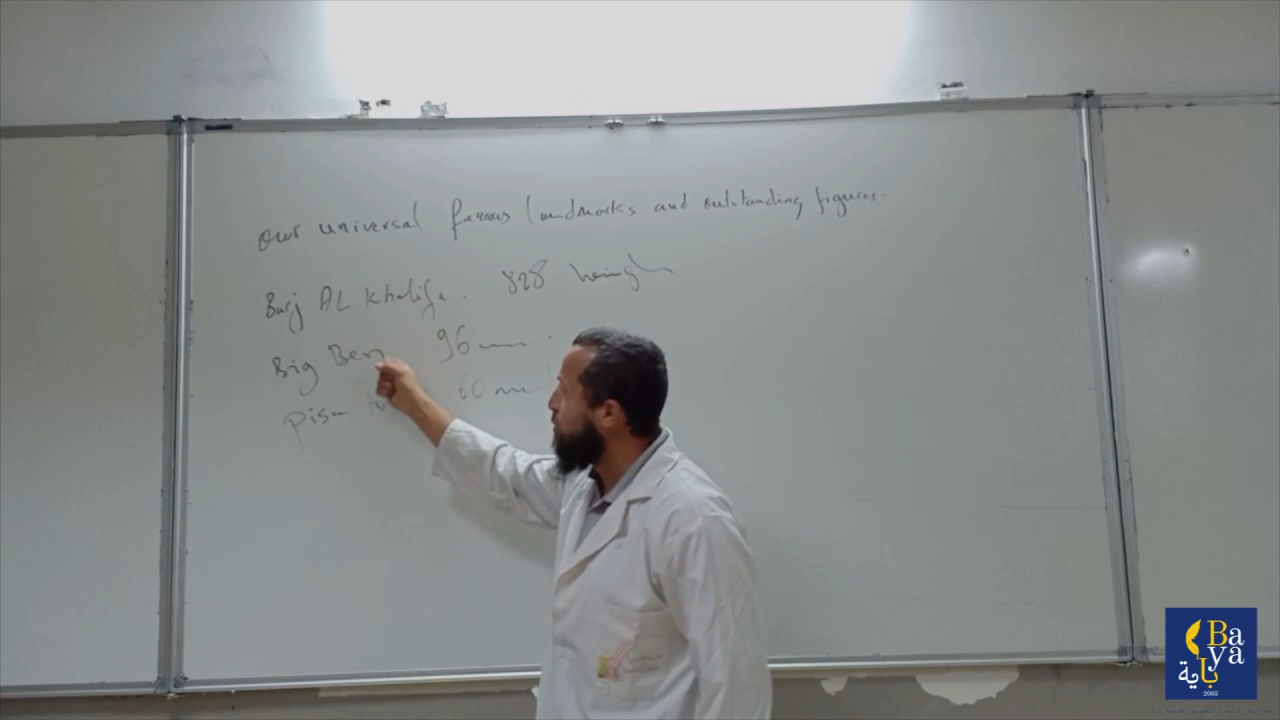 our universal famous landmarks and outstanding figures.
Burj AL Khalifa. 828 heigh
Big Ben 96
Pisa 60
Ba
ya
باية
2005